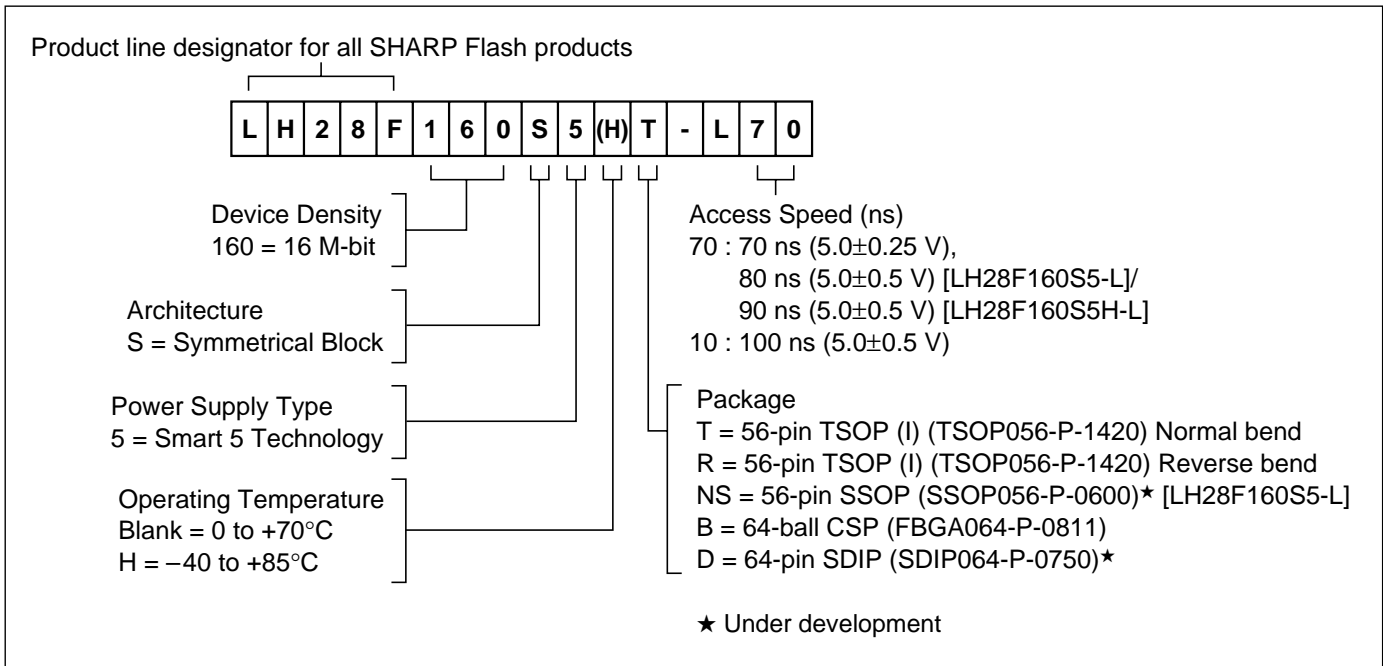 Product line designator for all SHARP Flash products
L H 2 8 F 1 6 0 S 5 (H) T - L 7 0
Device Density
160 = 16 M-bit
Architecture
S = Symmetrical Block
Power Supply Type
5 = Smart 5 Technology
Operating Temperature
Blank = 0 to +70°C
H = −40 to +85°C
Access Speed (ns)
70 : 70 ns (5.0±0.25 V),
80 ns (5.0±0.5 V) [LH28F160S5-L]/
90 ns (5.0±0.5 V) [LH28F160S5H-L]
10 : 100 ns (5.0±0.5 V)
Package
T = 56-pin TSOP (I) (TSOP056-P-1420) Normal bend
R = 56-pin TSOP (I) (TSOP056-P-1420) Reverse bend
NS = 56-pin SSOP (SSOP056-P-0600)★ [LH28F160S5-L]
B = 64-ball CSP (FBGA064-P-0811)
D = 64-pin SDIP (SDIP064-P-0750)★
★ Under development